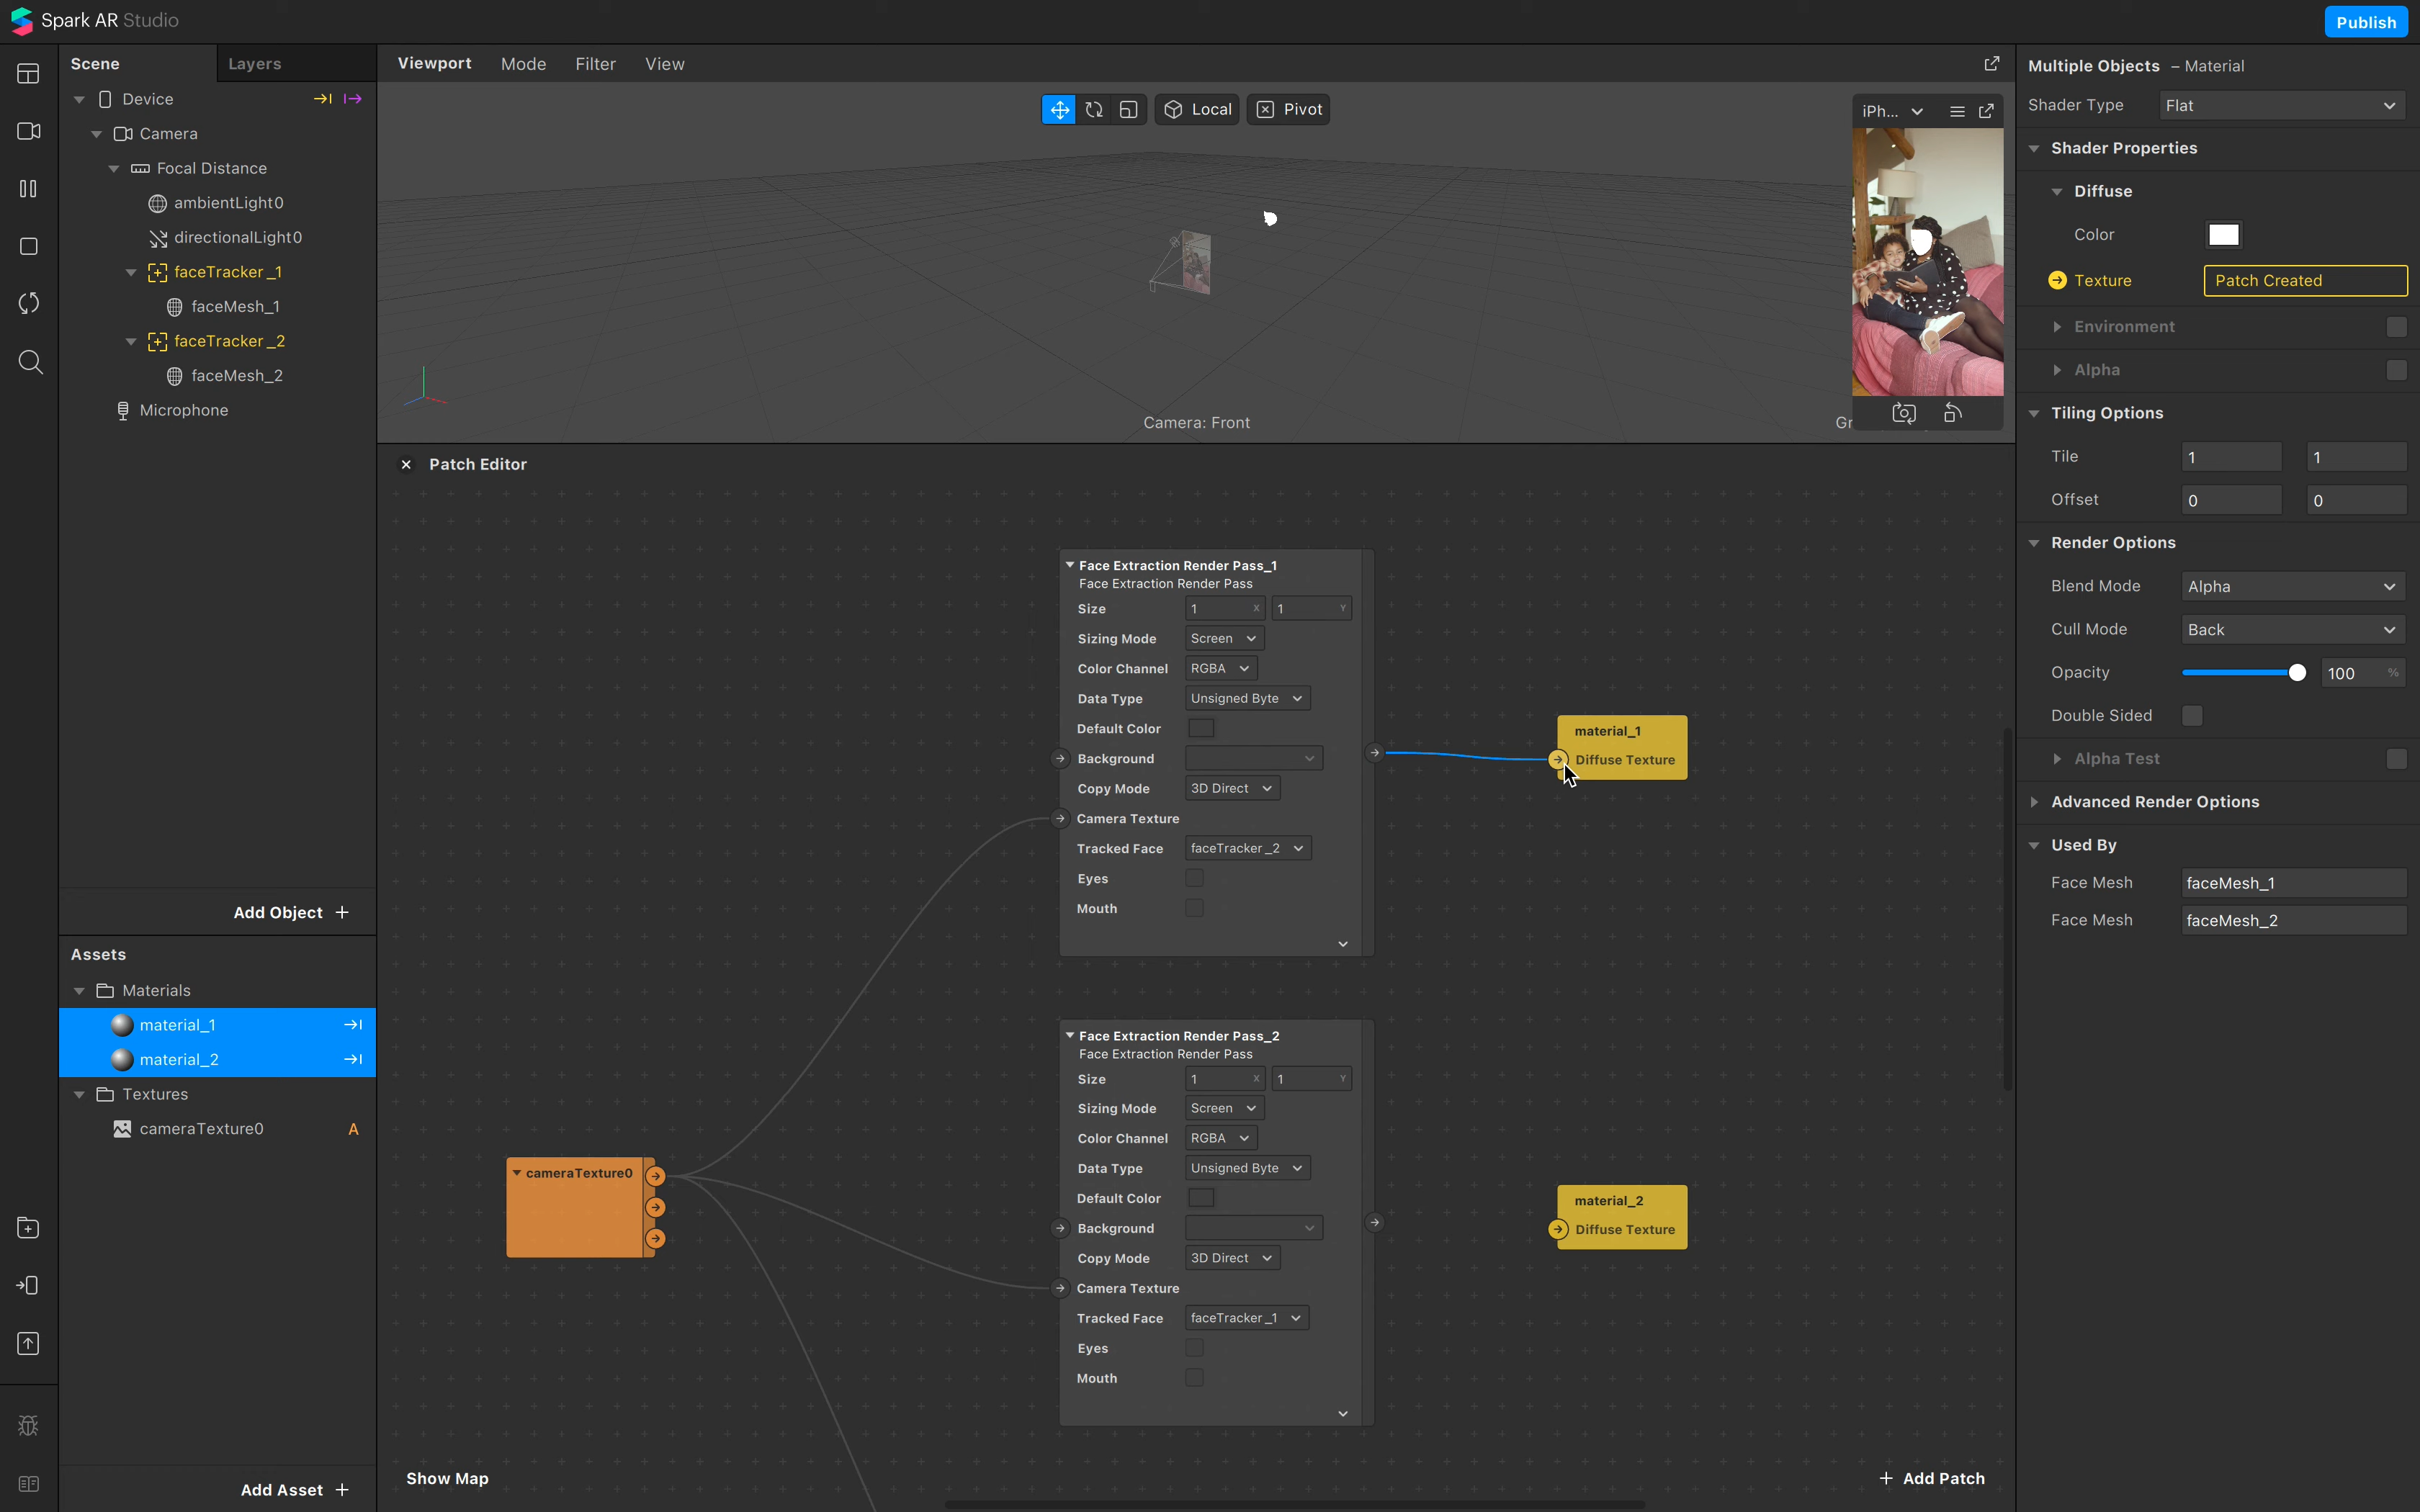 Spark AR Studio
Publish
Scene
Layers
Device
Camera
Focal Distance
ambientLight0
directionalLight0
faceTracker_1
faceMesh_1
faceTracker_2
faceMesh_2
Microphone
Add Object +
Assets
Materials
material_1
material_2
Textures
cameraTexture0 A
Add Asset +
Viewport Mode Filter View
Local
Pivot
iPh...
Camera: Front
Gr
Patch Editor
Face Extraction Render Pass_1
Face Extraction Render Pass
Size 1 X 1 Y
Sizing Mode Screen
Color Channel RGBA
Data Type Unsigned Byte
Default Color
Background
Copy Mode 3D Direct
Camera Texture
Tracked Face faceTracker_2
Eyes
Mouth
material_1
Diffuse Texture
Face Extraction Render Pass_2
Face Extraction Render Pass
Size 1 X 1 Y
Sizing Mode Screen
Color Channel RGBA
Data Type Unsigned Byte
Default Color
Background
Copy Mode 3D Direct
Camera Texture
Tracked Face faceTracker_1
Eyes
Mouth
cameraTexture0
material_2
Diffuse Texture
Show Map
+ Add Patch
Multiple Objects – Material
Shader Type Flat
Shader Properties
Diffuse
Color
Texture Patch Created
Environment
Alpha
Tiling Options
Tile 1 1
Offset 0 0
Render Options
Blend Mode Alpha
Cull Mode Back
Opacity 100 %
Double Sided
Alpha Test
Advanced Render Options
Used By
Face Mesh faceMesh_1
Face Mesh faceMesh_2